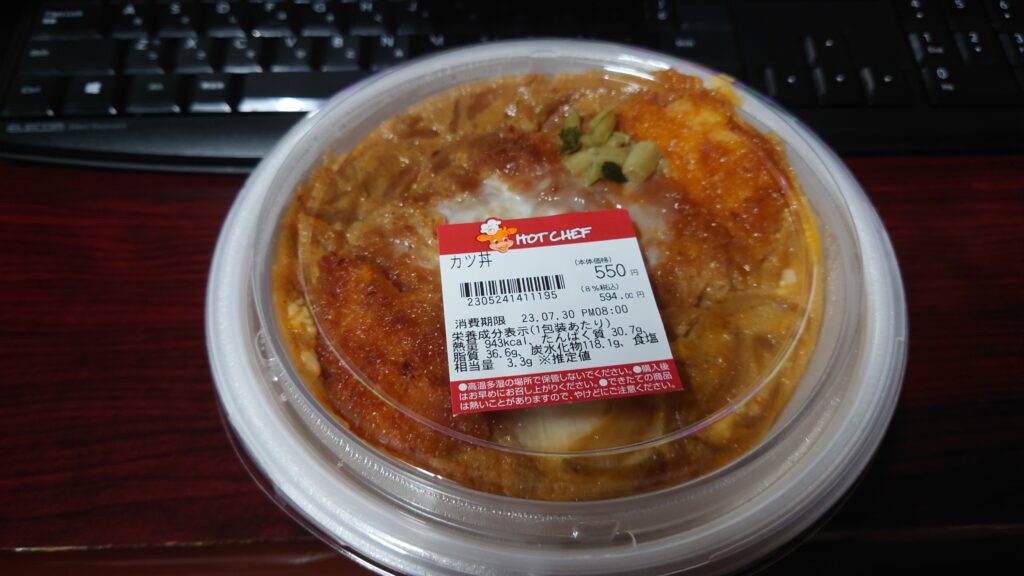 ELECOM
HOT CHEF
カツ丼
(本体価格)
550 円
(8%税込)
594.00 円
2305241411195
消費期限 23.07.30 PM08:00
栄養成分表示(1包装あたり)
熱量 943kcal、たんぱく質 30.7g、
脂質 36.6g、炭水化物118.1g、食塩
相当量 3.3g ※推定値
●高温多湿の場所で保管しないでください。●購入後
はお早めにお召し上がりください。●できたての商品
は熱いことがありますので、やけどにご注意ください。